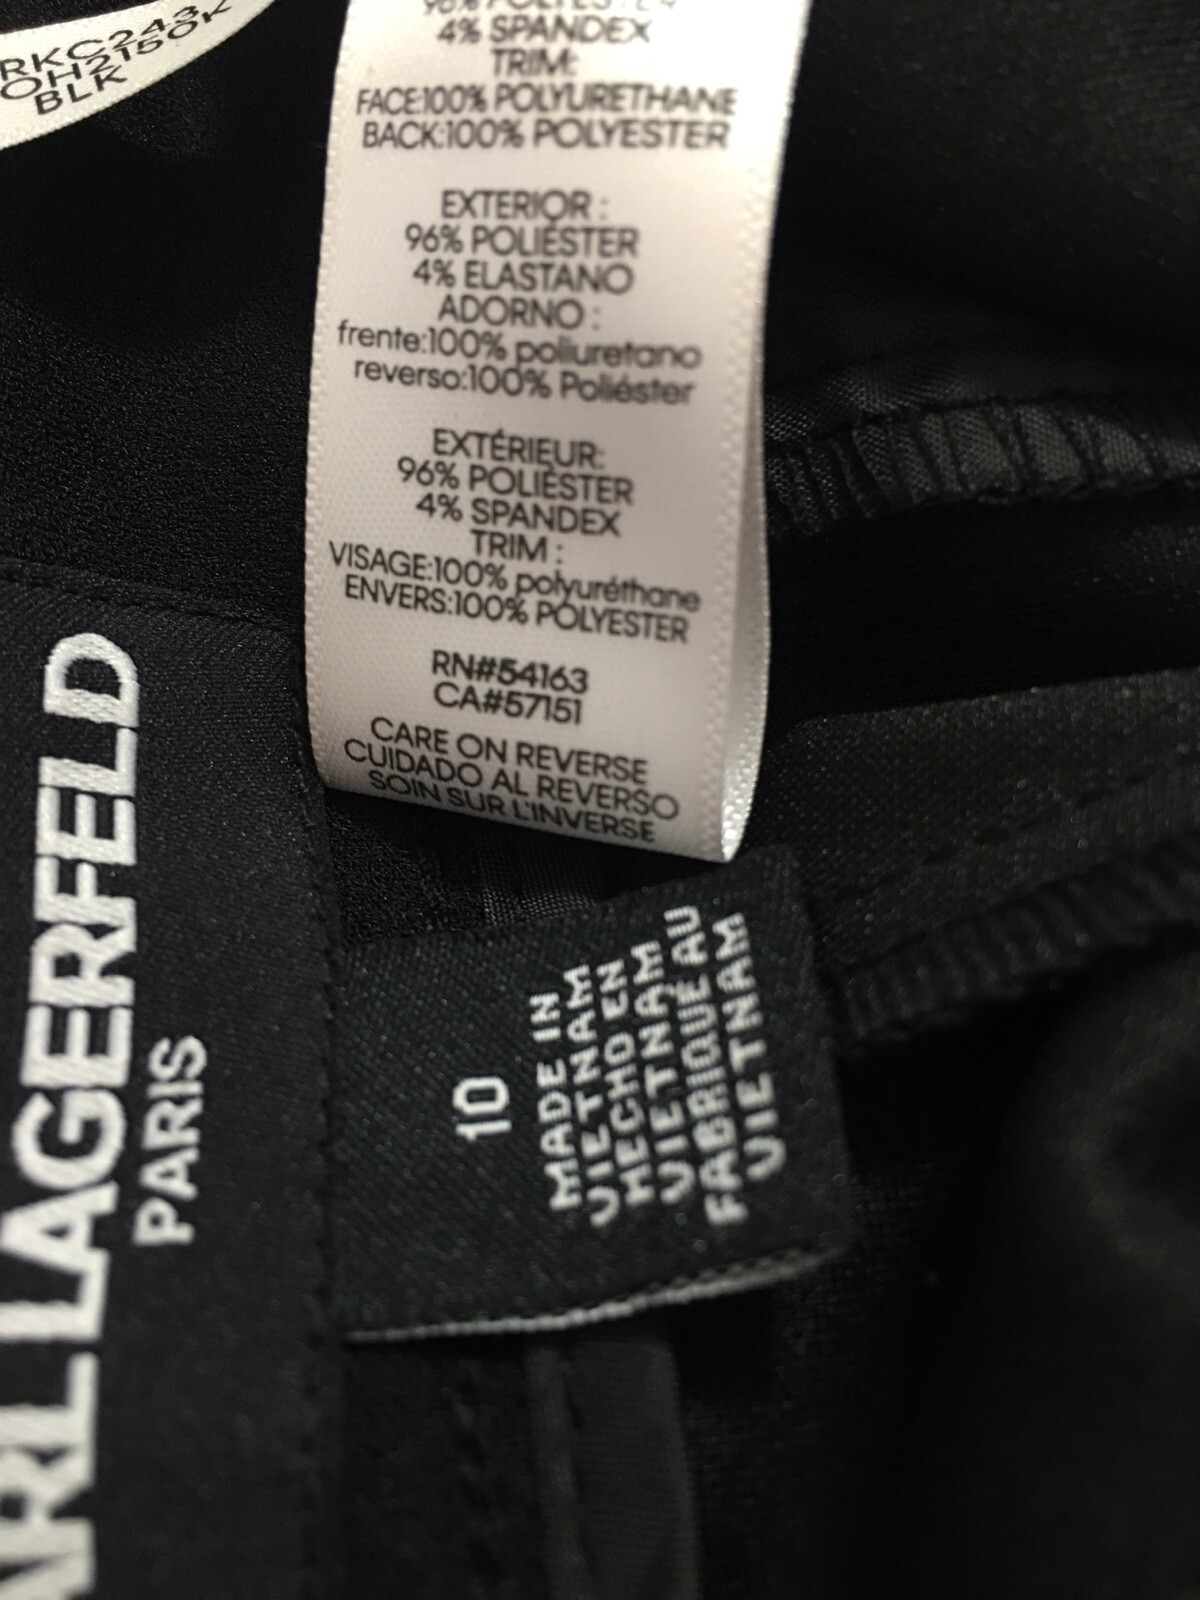 RKC243
OH2150K
BLK
4% SPANDEX
TRIM:
FACE:100% POLYURETHANE
BACK:100% POLYESTER
EXTERIOR :
96% POLIÉSTER
4% ELASTANO
ADORNO :
frente:100% poliuretano
reverso:100% Poliéster
EXTÉRIEUR:
96% POLIÉSTER
4% SPANDEX
TRIM :
VISAGE:100% polyuréthane
ENVERS:100% POLYESTER
RN#54163
CA#57151
CARE ON REVERSE
CUIDADO AL REVERSO
SOIN SUR L'INVERSE
ARL LAGERFELD
PARIS
10
MADE IN
VIETNAM
HECHO EN
VIETNAM
FABRIQUÉ AU
VIETNAM